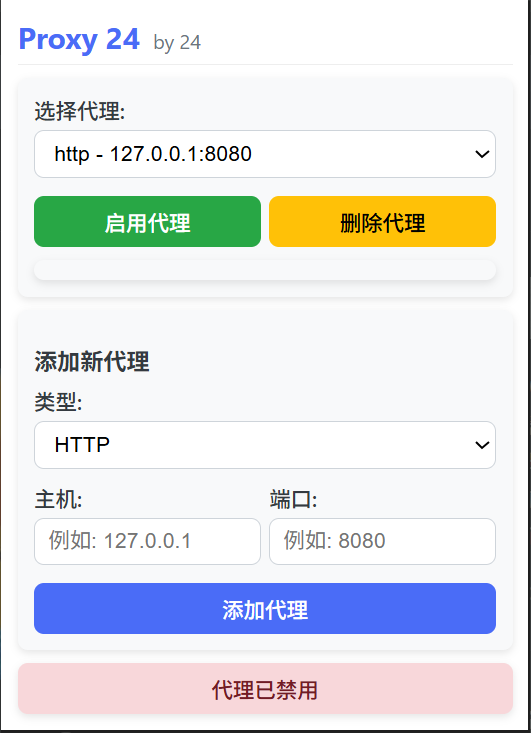 Proxy 24 by 24
选择代理:
http - 127.0.0.1:8080
启用代理 删除代理
添加新代理
类型:
HTTP
主机: 端口:
例如: 127.0.0.1 例如: 8080
添加代理
代理已禁用